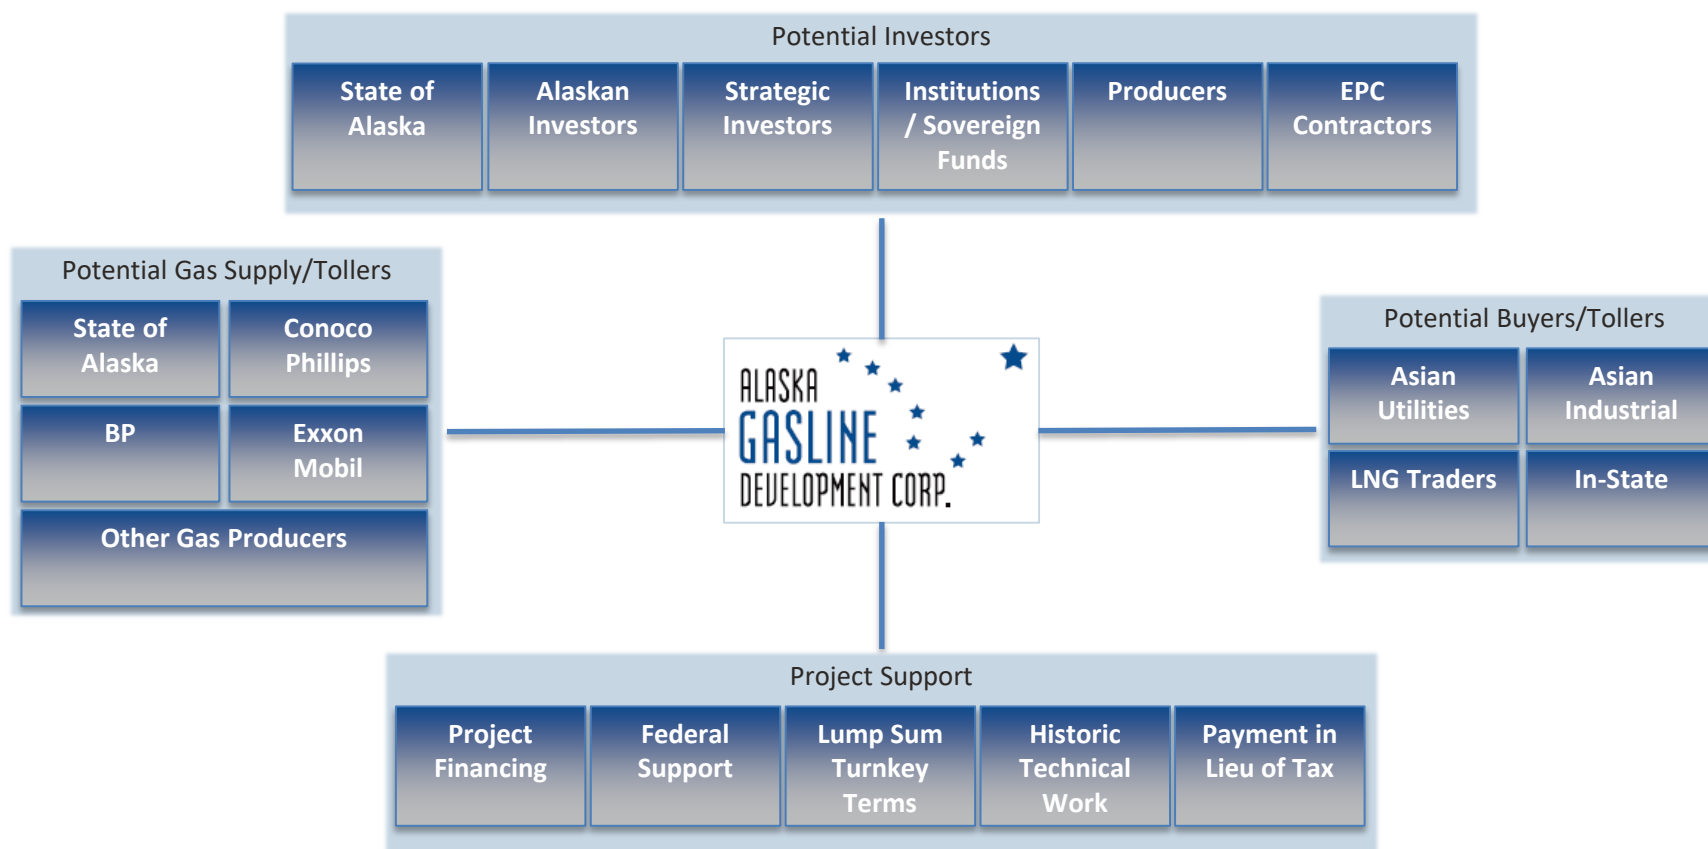 Potential Investors
State of
Alaska
Alaskan
Investors
Strategic
Investors
Institutions
/ Sovereign
Funds
Producers
EPC
Contractors
Potential Gas Supply/Tollers
State of
Alaska
Conoco
Phillips
BP
Exxon
Mobil
Other Gas Producers
ALASKA
GASLINE
DEVELOPMENT CORP.
Potential Buyers/Tollers
Asian
Utilities
Asian
Industrial
LNG Traders
In-State
Project Support
Project
Financing
Federal
Support
Lump Sum
Turnkey
Terms
Historic
Technical
Work
Payment in
Lieu of Tax